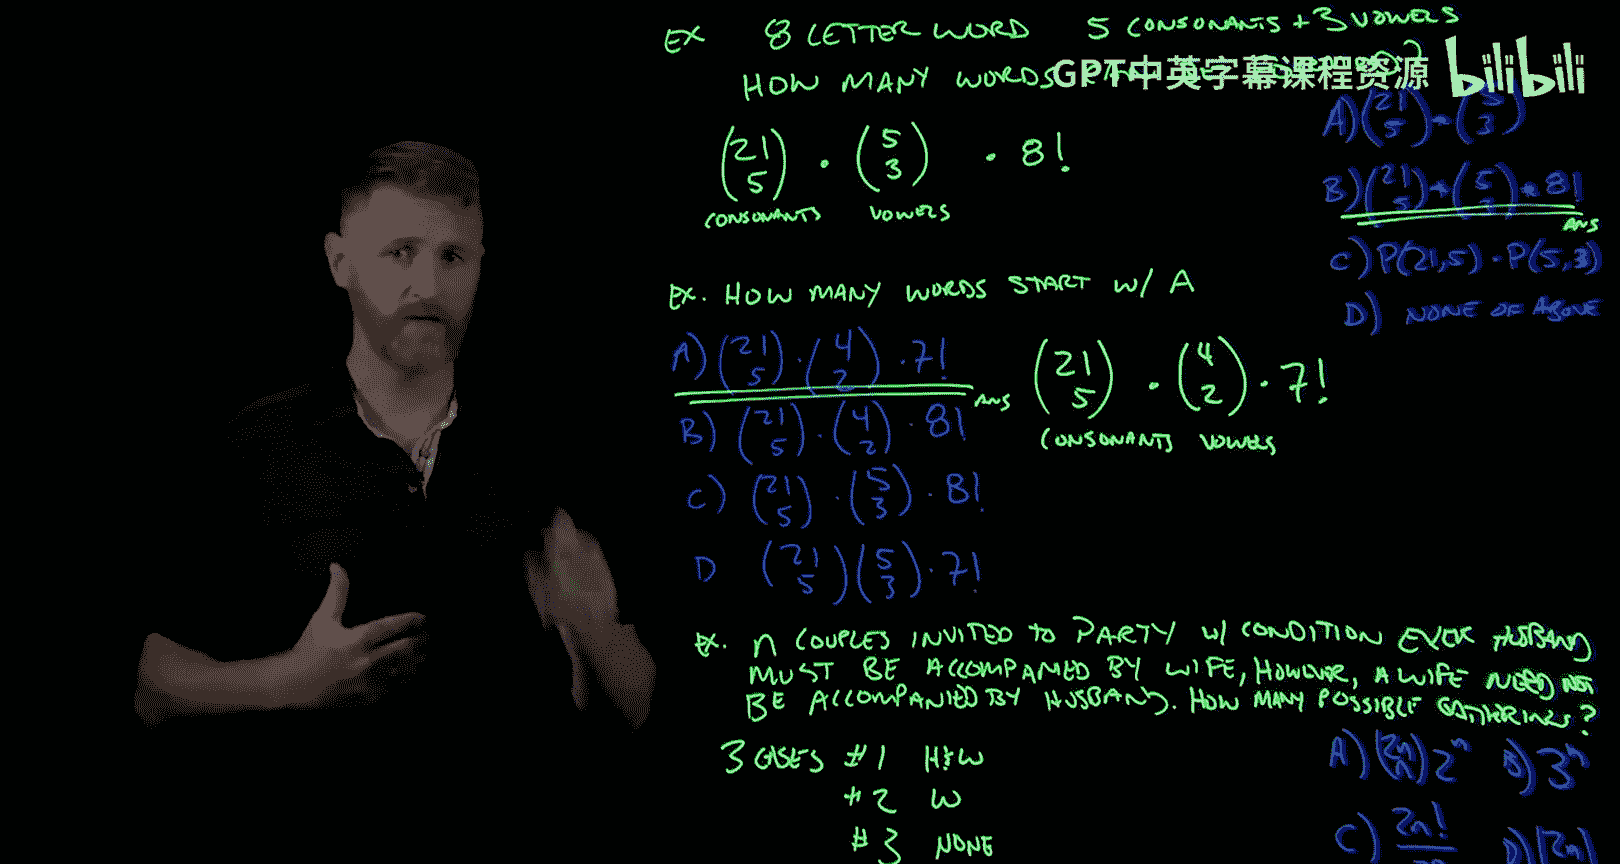 EX 8 LETTER WORD 5 CONSONANTS + 3 VOWELS
HOW MANY WORDS
GPT中英字幕课程资源 bilibili
(21 5) · (5 3) · 8!
CONSONANTS VOWELS
A) (21 5) · (5 3)
B) (21 5) · (5 3) · 8!
ANS
C) P(21,5) · P(5,3)
D) NONE OF ABOVE
EX. HOW MANY WORDS START W/ A
A) (21 5) · (4 2) · 7!
ANS
B) (21 5) · (4 2) · 8!
C) (21 5) · (5 3) · 8!
D (21 5)(5 3) · 7!
(21 5) · (4 2) · 7!
CONSONANTS VOWELS
EX. n COUPLES INVITED TO PARTY W/ CONDITION EVER HUSBAND
MUST BE ACCOMPANIED BY WIFE, HOWEVER, A WIFE NEED NOT
BE ACCOMPANIED BY HUSBAND. HOW MANY POSSIBLE GATHERINGS?
3 CASES #1 H&W
#2 W
#3 NONE
A) (2n n) 2^n B) 3^n
C) 2n! D) (2n